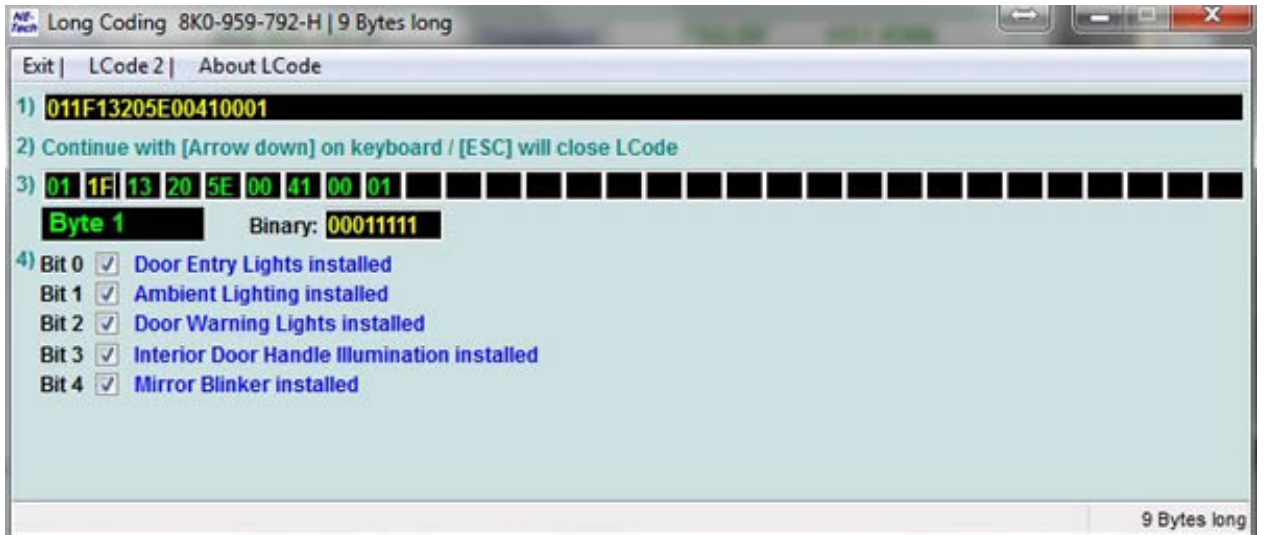 NE-Tech Long Coding 8K0-959-792-H | 9 Bytes long
Exit | LCode 2 | About LCode
1) 011F13205E00410001
2) Continue with [Arrow down] on keyboard / [ESC] will close LCode
3) 01 1F 13 20 5E 00 41 00 01
Byte 1 Binary: 00011111
4) Bit 0 Door Entry Lights installed
Bit 1 Ambient Lighting installed
Bit 2 Door Warning Lights installed
Bit 3 Interior Door Handle Illumination installed
Bit 4 Mirror Blinker installed
9 Bytes long